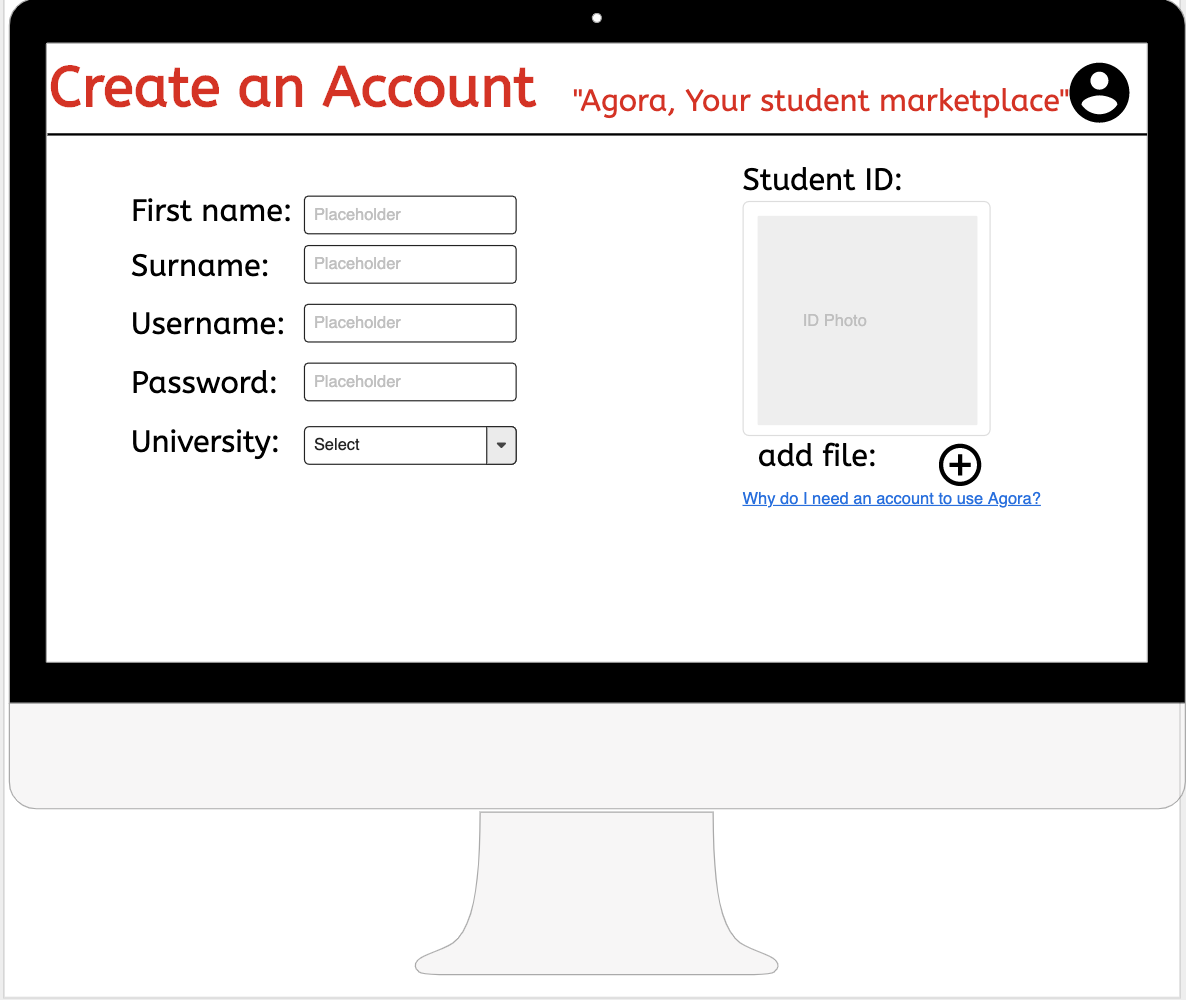 Create an Account
"Agora, Your student marketplace"
First name:
Placeholder
Surname:
Placeholder
Username:
Placeholder
Password:
Placeholder
University:
Select
Student ID:
ID Photo
add file:
Why do I need an account to use Agora?